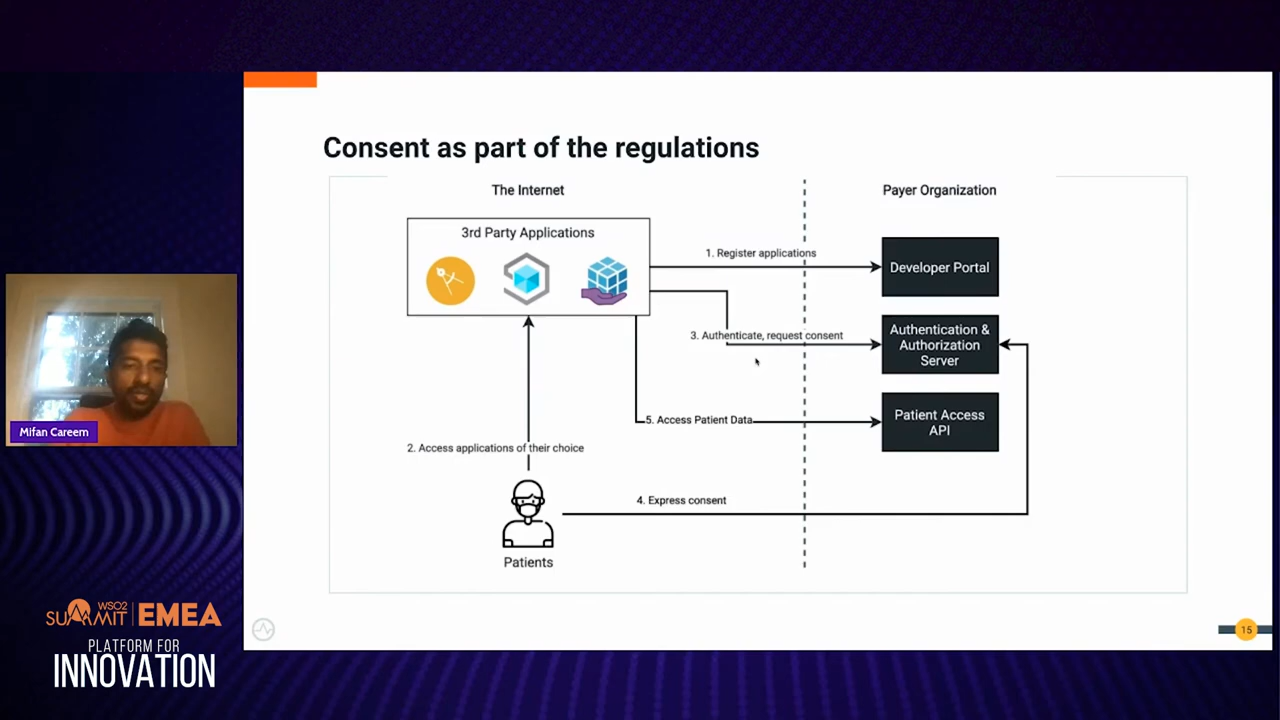 Consent as part of the regulations
The Internet
Payer Organization
3rd Party Applications
1. Register applications
Developer Portal
3. Authenticate, request consent
Authentication &
Authorization
Server
5. Access Patient Data
Patient Access
API
2. Access applications of their choice
4. Express consent
Patients
Mifan Careem
WSO2
SUMMIT
EMEA
PLATFORM FOR
INNOVATION
15